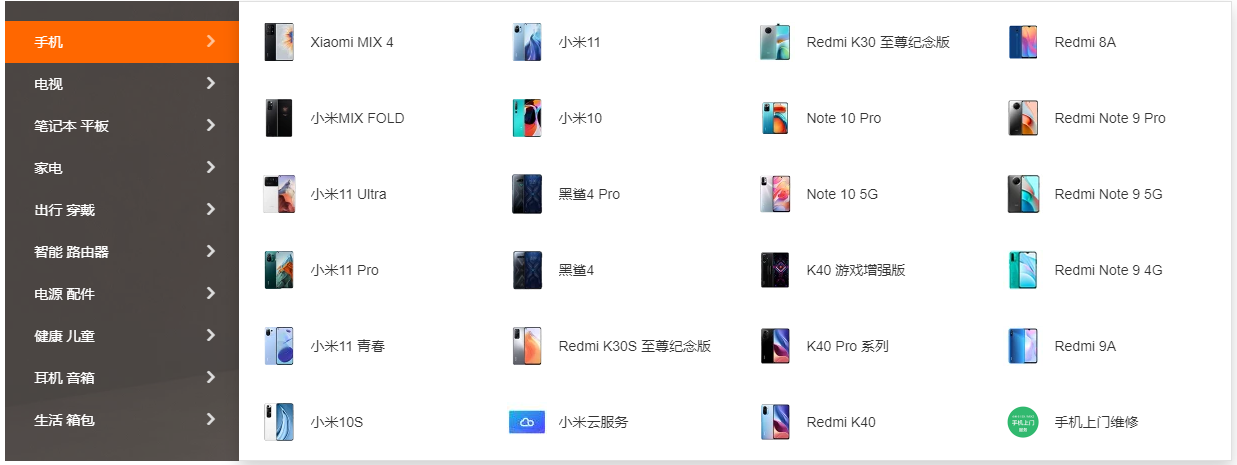 手机
电视
笔记本 平板
家电
出行 穿戴
智能 路由器
电源 配件
健康 儿童
耳机 音箱
生活 箱包
Xiaomi MIX 4
小米MIX FOLD
小米11 Ultra
小米11 Pro
小米11 青春
小米10S
小米11
小米10
黑鲨4 Pro
黑鲨4
Redmi K30S 至尊纪念版
小米云服务
Redmi K30 至尊纪念版
Note 10 Pro
Note 10 5G
K40 游戏增强版
K40 Pro 系列
Redmi K40
Redmi 8A
Redmi Note 9 Pro
Redmi Note 9 5G
Redmi Note 9 4G
Redmi 9A
手机上门
服务
手机上门维修